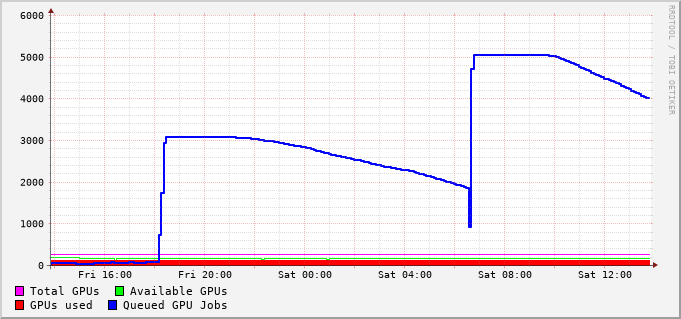 6000
5000
4000
3000
2000
1000
0
Fri 16:00 Fri 20:00 Sat 00:00 Sat 04:00 Sat 08:00 Sat 12:00
Total GPUs Available GPUs
GPUs used Queued GPU Jobs
RRDTOOL / TOBI OETIKER